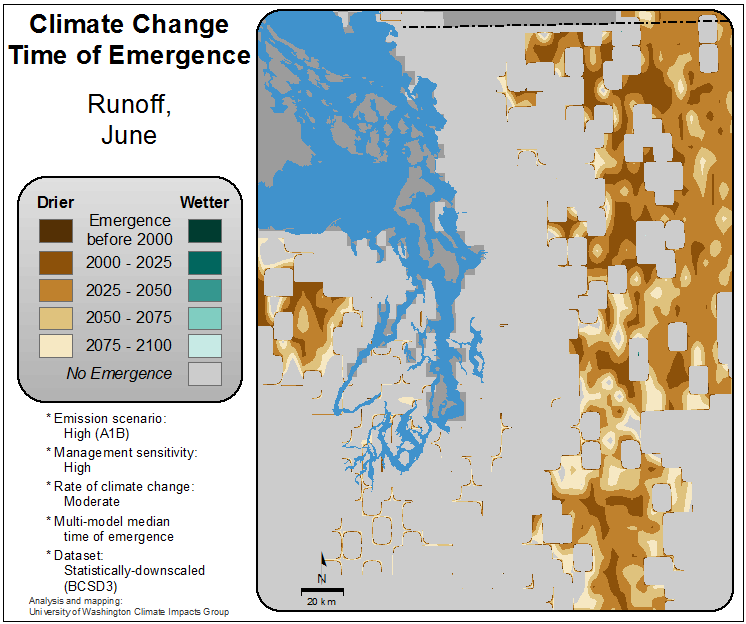 Climate Change
Time of Emergence
Runoff,
June
Drier
Wetter
Emergence
before 2000
2000 - 2025
2025 - 2050
2050 - 2075
2075 - 2100
No Emergence
* Emission scenario:
High (A1B)
* Management sensitivity:
High
* Rate of climate change:
Moderate
* Multi-model median
time of emergence
* Dataset:
Statistically-downscaled
(BCSD3)
Analysis and mapping:
University of Washington Climate Impacts Group
N
20 km